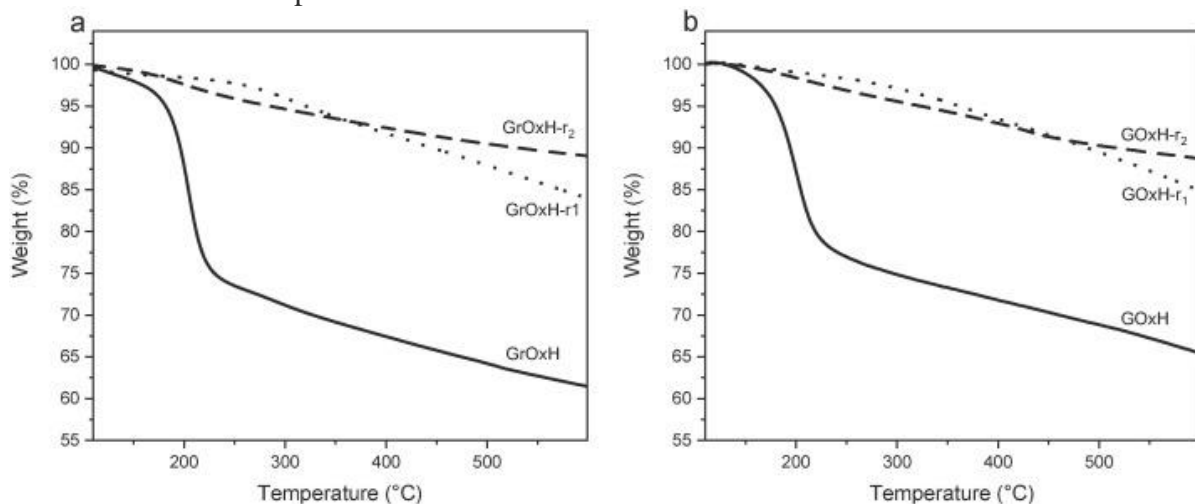 a
100
95
90
85
80
75
70
65
60
55
Weight (%)
200
300
400
500
Temperature (°C)
GrOxH-r₂
GrOxH-r1
GrOxH
b
100
95
90
85
80
75
70
65
60
55
Weight (%)
200
300
400
500
Temperature (°C)
GOxH-r₂
GOxH-r₁
GOxH